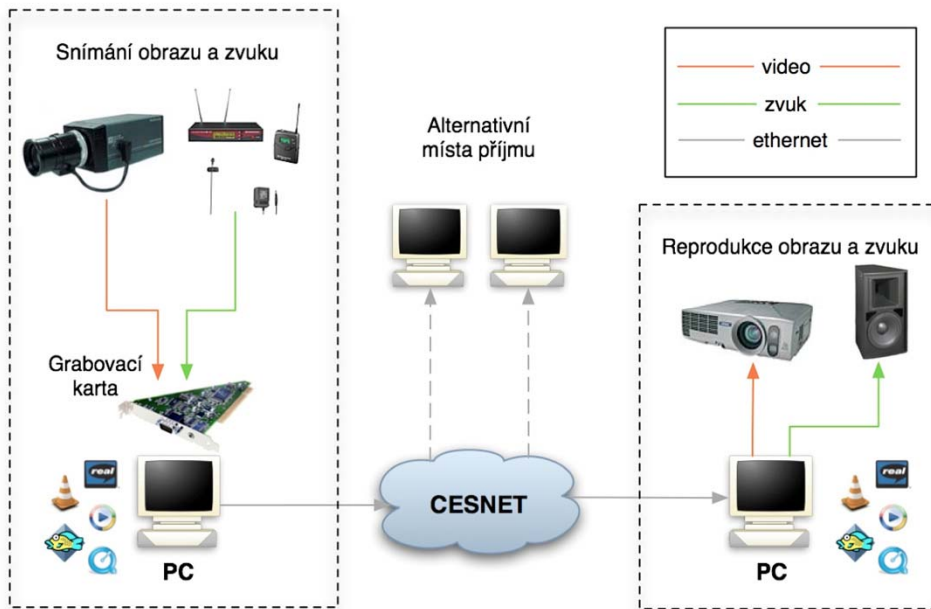 Snímání obrazu a zvuku
video
zvuk
ethernet
Alternativní
místa příjmu
Reprodukce obrazu a zvuku
Grabovací
karta
real
real
CESNET
PC
PC